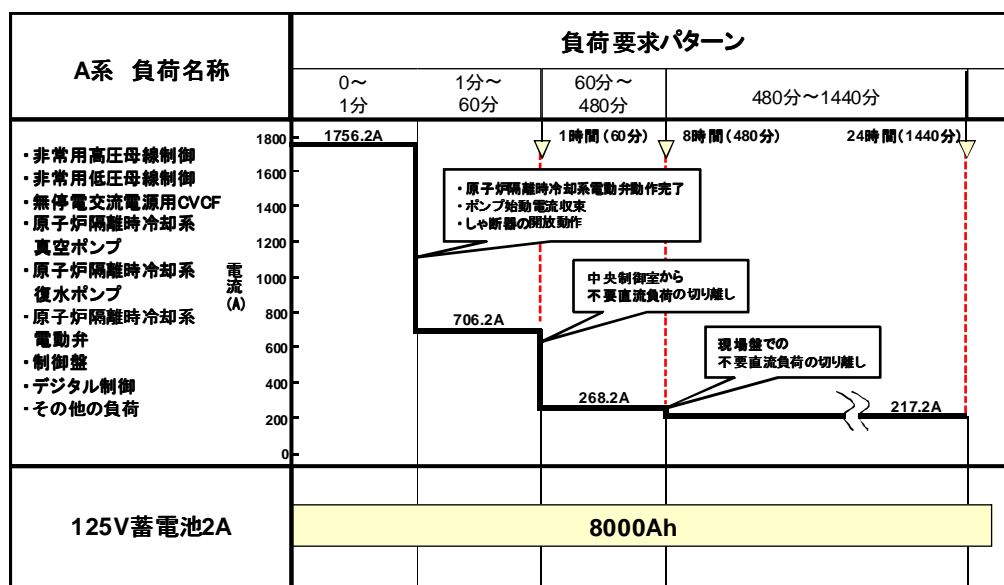 A系 負荷名称
負荷要求パターン
0～
1分
1分～
60分
60分～
480分
480分～1440分
1時間(60分)
8時間(480分)
24時間(1440分)
・非常用高圧母線制御
・非常用低圧母線制御
・無停電交流電源用CVCF
・原子炉隔離時冷却系
真空ポンプ
・原子炉隔離時冷却系
復水ポンプ
・原子炉隔離時冷却系
電動弁
・制御盤
・デジタル制御
・その他の負荷
電流(A)
1800
1600
1400
1200
1000
800
600
400
200
0
1756.2A
・原子炉隔離時冷却系電動弁動作完了
・ポンプ始動電流収束
・しゃ断器の開放動作
706.2A
中央制御室から
不要直流負荷の切り離し
268.2A
現場盤での
不要直流負荷の切り離し
217.2A
125V蓄電池2A
8000Ah